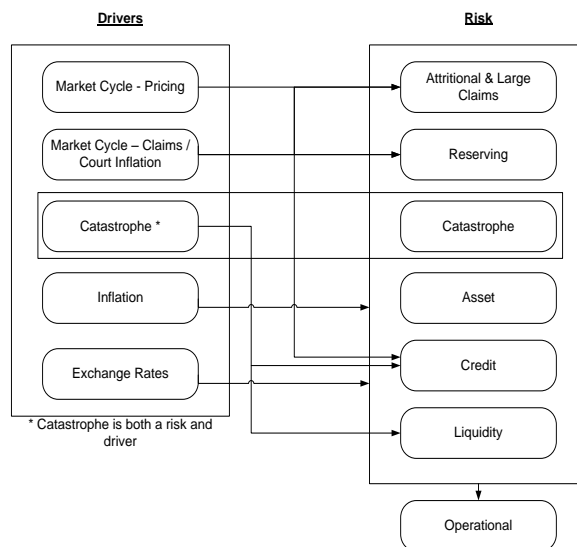 Drivers
Risk
Market Cycle - Pricing
Attritional & Large
Claims
Market Cycle – Claims /
Court Inflation
Reserving
Catastrophe *
Catastrophe
Inflation
Asset
Exchange Rates
Credit
* Catastrophe is both a risk and
driver
Liquidity
Operational